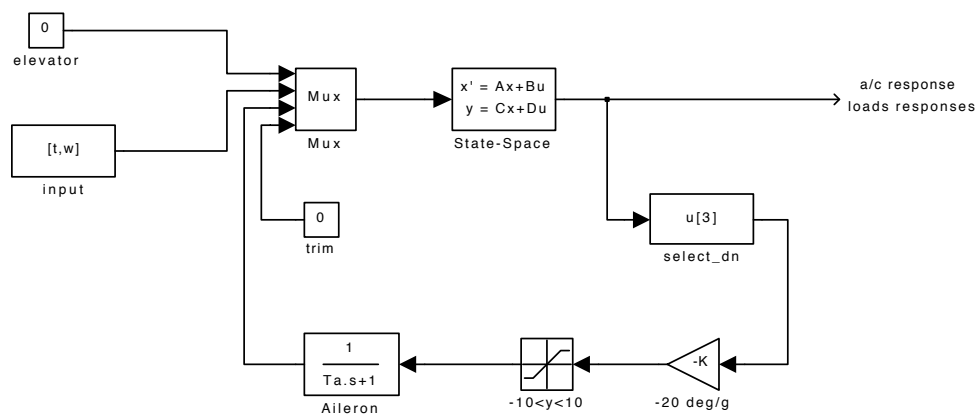 0
elevator
[t,w]
input
Mux
Mux
x' = Ax+Bu
y = Cx+Du
State-Space
a/c response
loads responses
0
trim
u[3]
select_dn
1
Ta.s+1
Aileron
-10<y<10
-K
-20 deg/g